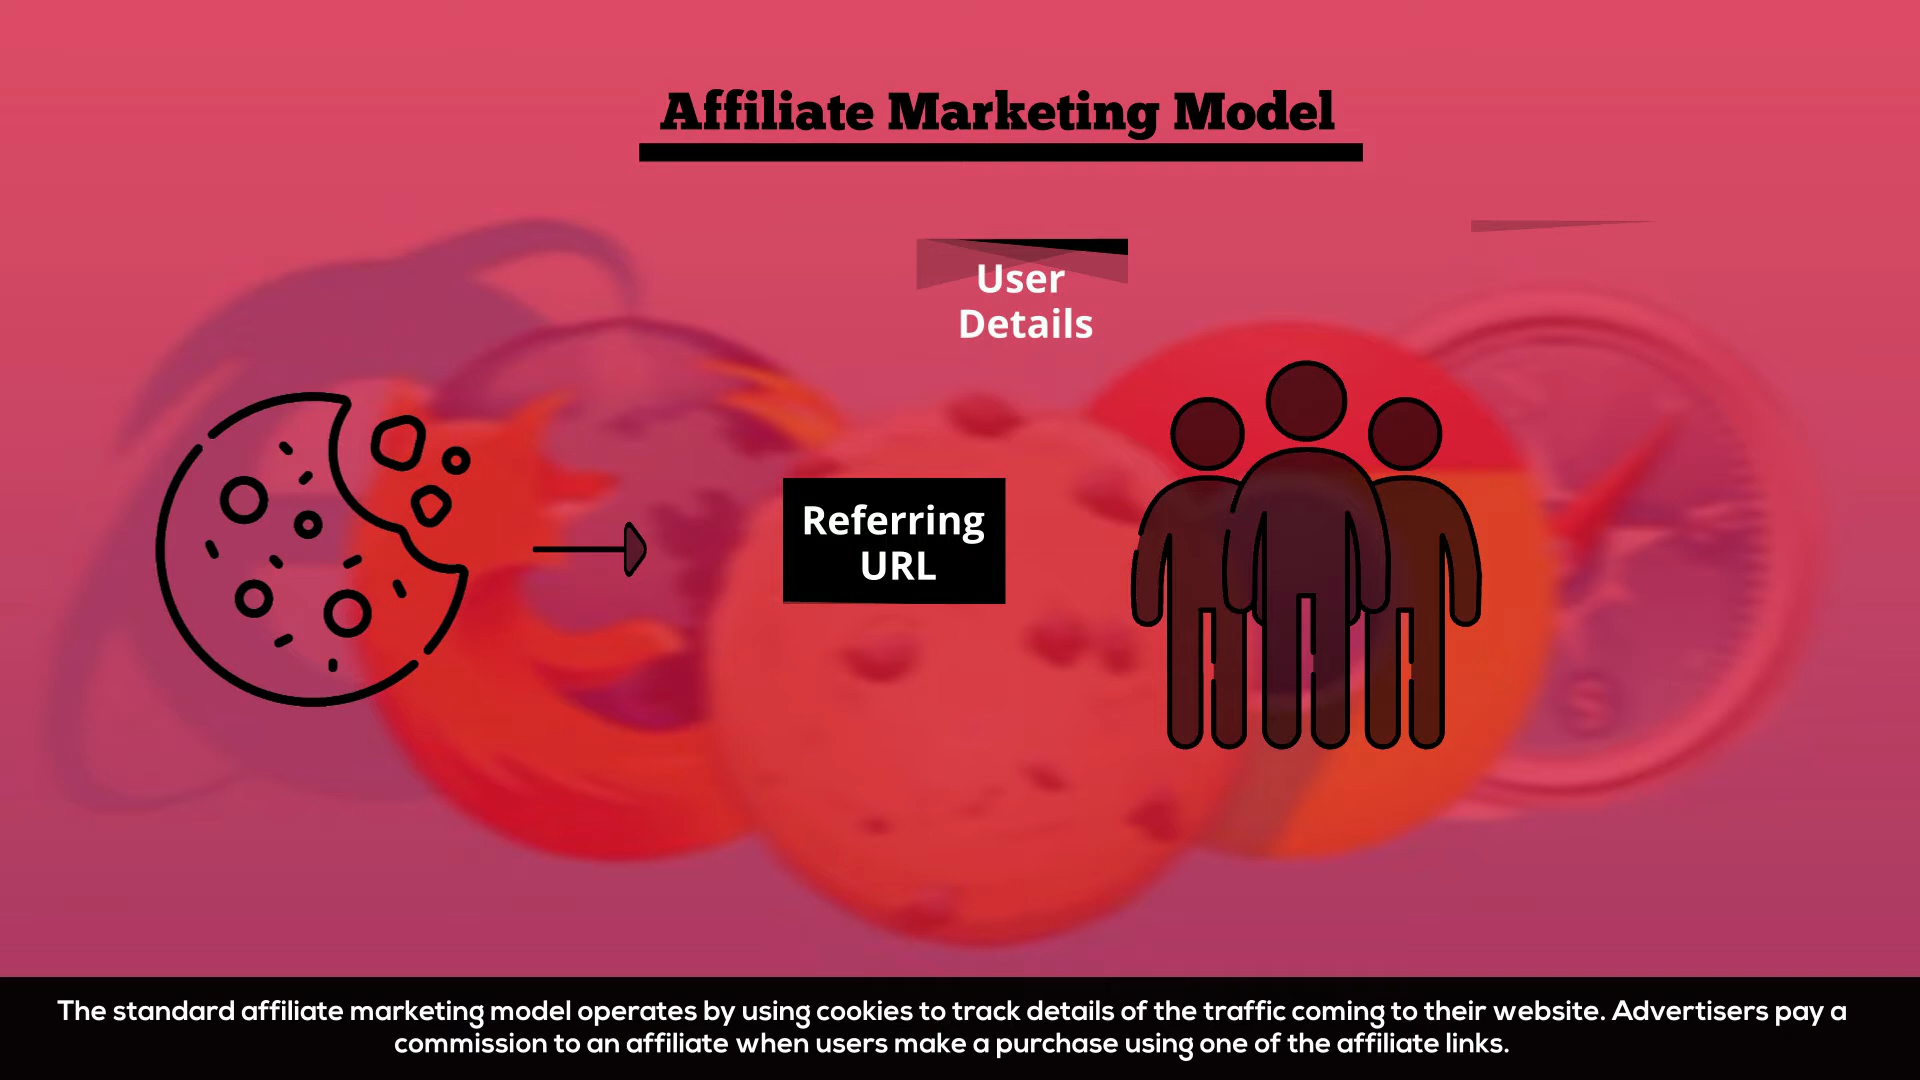 Affiliate Marketing Model
User
Details
Referring
URL
The standard affiliate marketing model operates by using cookies to track details of the traffic coming to their website. Advertisers pay a
commission to an affiliate when users make a purchase using one of the affiliate links.